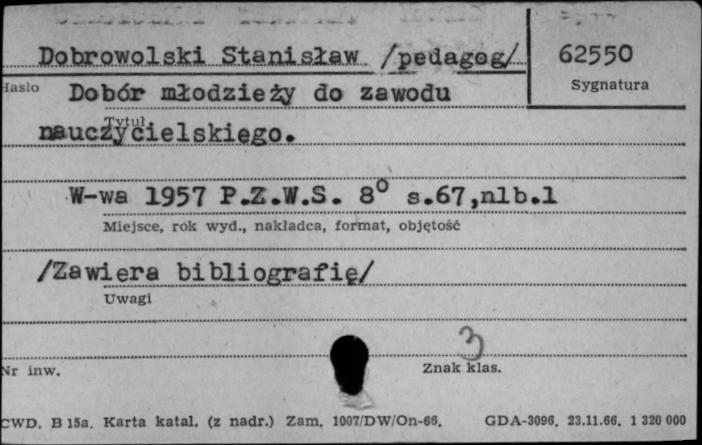 Dobrowolski Stanisław /pedagog/
62550
Hasło
Sygnatura
Dobór młodzieży do zawodu
Tytuł
nauczycielskiego.
W-wa 1957 P.Z.W.S. 8° s.67,nlb.1
Miejsce, rok wyd., nakładca, format, objętość
/Zawiera bibliografię/
Uwagi
3
Nr inw.
Znak klas.
CWD. B 15a. Karta katal. (z nadr.) Zam. 1007/DW/On-66. GDA-3096. 23.11.66. 1 320 000